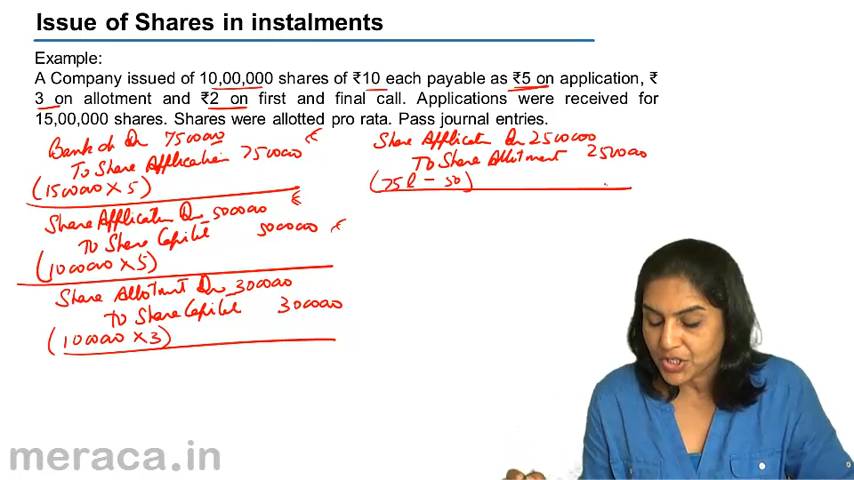 Issue of Shares in instalments
Example:
A Company issued of 10,00,000 shares of ₹10 each payable as ₹5 on application, ₹
3 on allotment and ₹2 on first and final call. Applications were received for
15,00,000 shares. Shares were allotted pro rata. Pass journal entries.
Bank a/c Dr 7500000
To Share Application 7500000
(1500000 × 5)
Share Application Dr 5000000
To Share Capital 5000000
(1000000 × 5)
Share Allotment Dr 3000000
To Share Capital 3000000
(1000000 × 3)
Share Application Dr 2500000
To Share Allotment 2500000
(75l - 50)
meraca.in